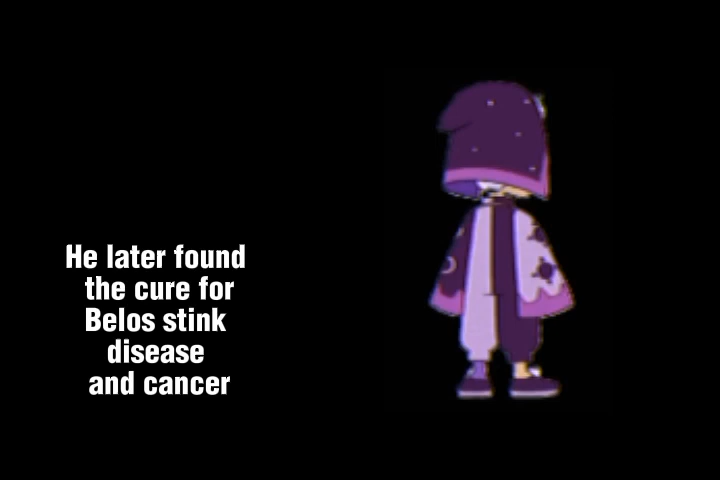 He later found
the cure for
Belos stink
disease
and cancer